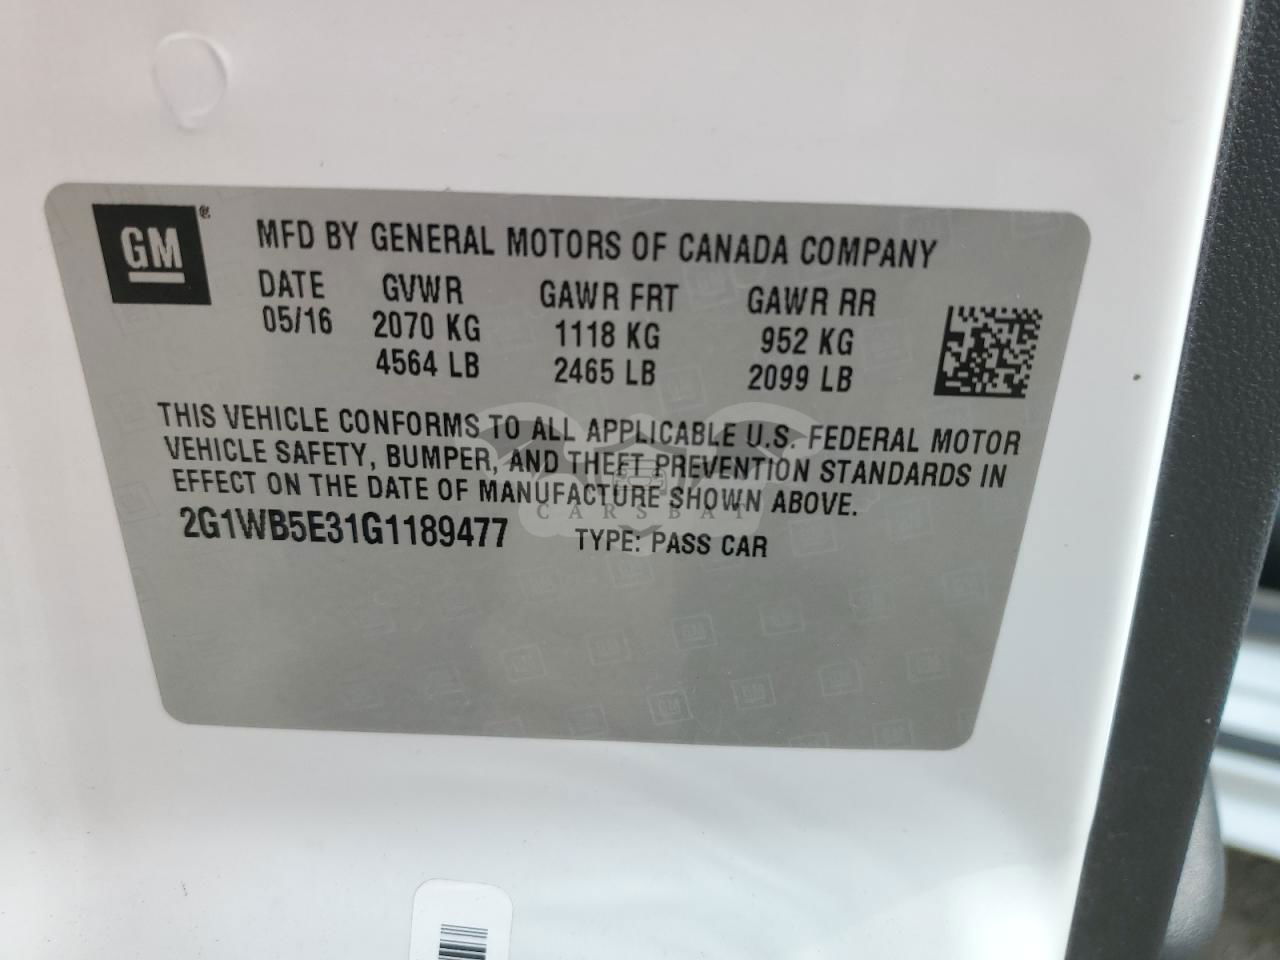 GM®
MFD BY GENERAL MOTORS OF CANADA COMPANY
DATE GVWR GAWR FRT GAWR RR
05/16 2070 KG 1118 KG 952 KG
4564 LB 2465 LB 2099 LB
THIS VEHICLE CONFORMS TO ALL APPLICABLE U.S. FEDERAL MOTOR
VEHICLE SAFETY, BUMPER, AND THEFT PREVENTION STANDARDS IN
EFFECT ON THE DATE OF MANUFACTURE SHOWN ABOVE.
CARSBAT
2G1WB5E31G1189477 TYPE: PASS CAR